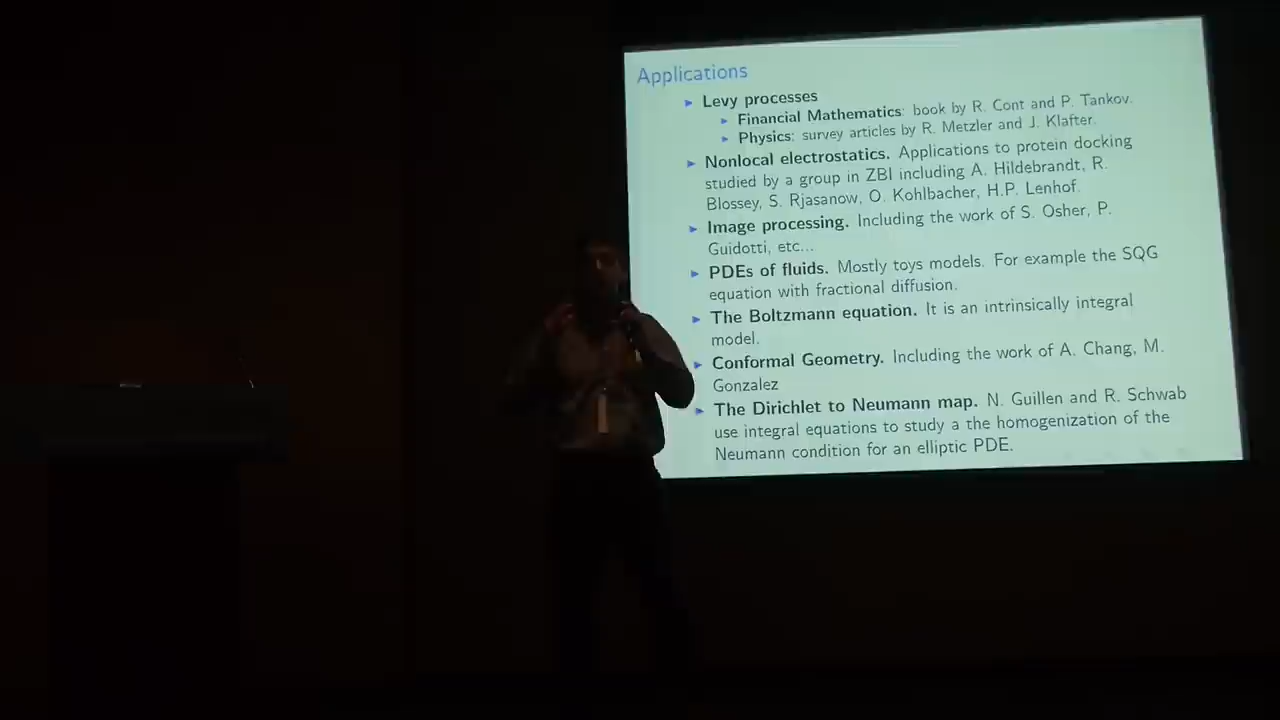 Applications
▸ Levy processes
▸ Financial Mathematics: book by R. Cont and P. Tankov.
▸ Physics: survey articles by R. Metzler and J. Klafter.
▸ Nonlocal electrostatics. Applications to protein docking
studied by a group in ZBI including A. Hildebrandt, R.
Blossey, S. Rjasanow, O. Kohlbacher, H.P. Lenhof.
▸ Image processing. Including the work of S. Osher, P.
Guidotti, etc...
▸ PDEs of fluids. Mostly toys models. For example the SQG
equation with fractional diffusion.
▸ The Boltzmann equation. It is an intrinsically integral
model.
▸ Conformal Geometry. Including the work of A. Chang, M.
Gonzalez
▸ The Dirichlet to Neumann map. N. Guillen and R. Schwab
use integral equations to study a the homogenization of the
Neumann condition for an elliptic PDE.